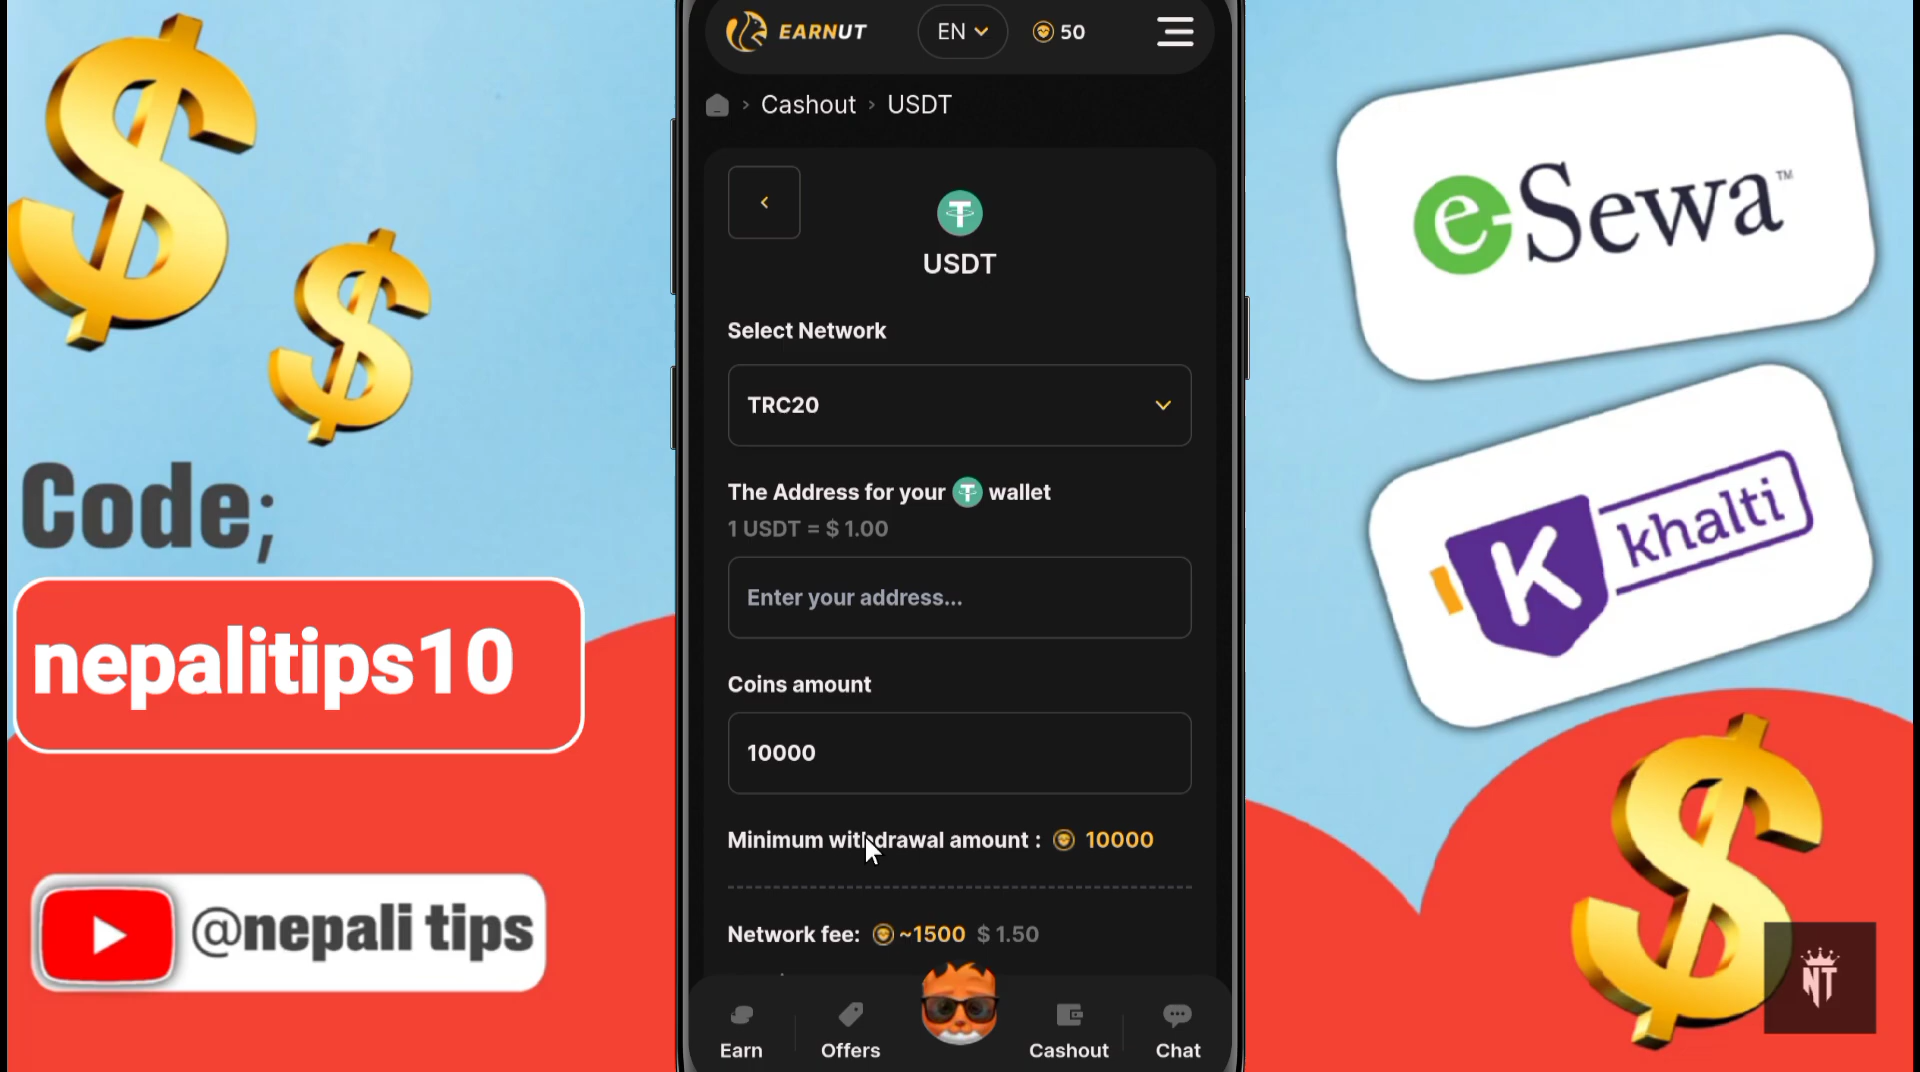 Code;
nepalitips10
@nepali tips
EARNUT
EN
50
Cashout
USDT
USDT
Select Network
TRC20
The Address for your wallet
1 USDT = $ 1.00
Enter your address...
Coins amount
10000
Minimum withdrawal amount : 10000
Network fee: ~1500 $ 1.50
Earn
Offers
Cashout
Chat
e-Sewa™
K khalti
NT